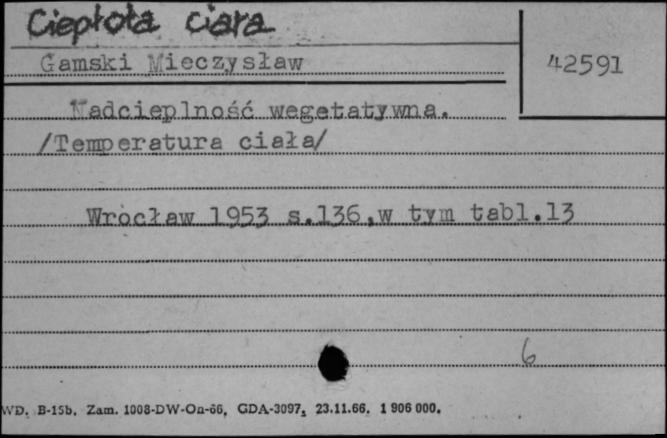 Ciepłota ciała
Gamski Mieczysław
42591
Nadcieplność wegetatywna.
/Temperatura ciała/
Wrocław 1953 s.136,w tym tabl.13
6
WD. B-15b. Zam. 1008-DW-On-66. GDA-3097, 23.11.66. 1 906 000.